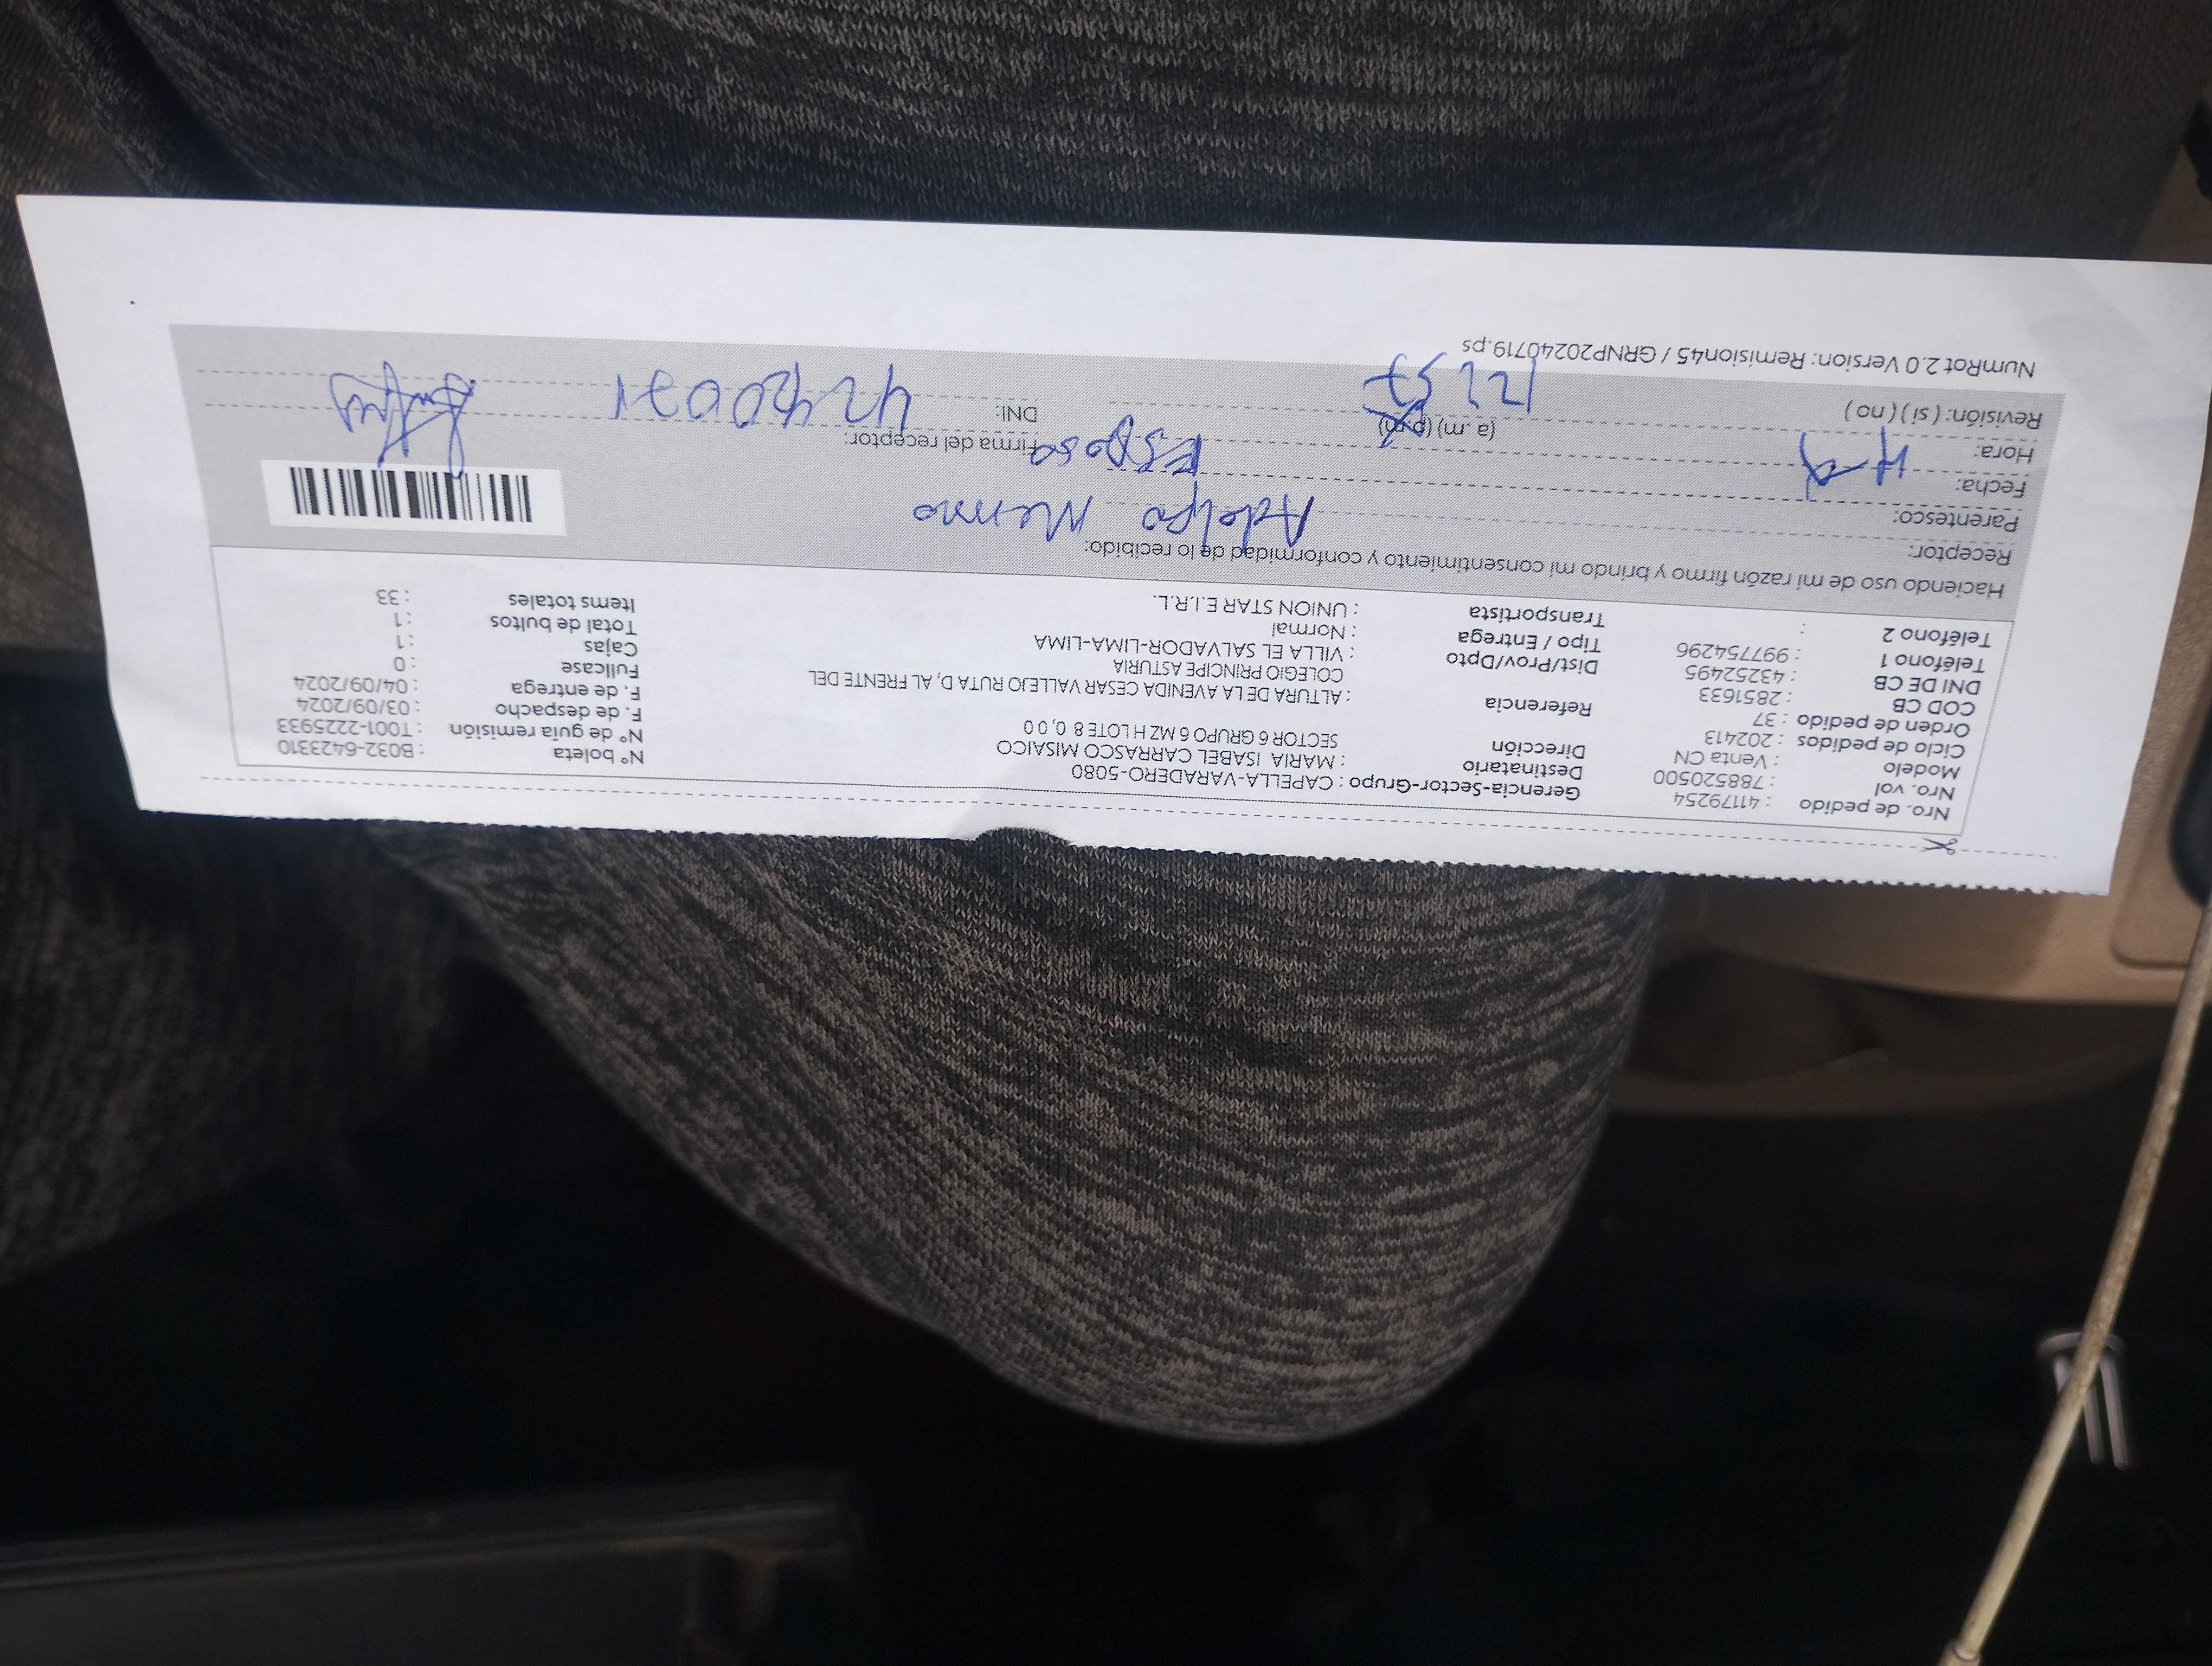 Nro. de pedido : 41179254
Nro. vol : 788520500
Modelo : Venta CN
Ciclo de pedidos : 202413
Orden de pedido : 37
COD CB : 2851633
DNI DE CB : 43252495
Teléfono 1 : 997754296
Teléfono 2 :
Gerencia-Sector-Grupo : CAPELLA-VARADERO-5080
Destinatario : MARIA ISABEL CARRASCO MISAICO
Dirección SECTOR 6 GRUPO 6 MZ H LOTE 8 0, 0 0
Referencia : ALTURA DE LA AVENIDA CESAR VALLEJO RUTA D, AL FRENTE DEL
COLEGIO PRINCIPE ASTURIA
Dist/Prov/Dpto : VILLA EL SALVADOR-LIMA-LIMA
Tipo / Entrega : Normal
Transportista : UNION STAR E.I.R.L.
N° boleta : B032-6423310
N° de guía remisión : T001-2225933
F. de despacho : 03/09/2024
F. de entrega : 04/09/2024
Fullcase : 0
Cajas : 1
Total de bultos : 1
Items totales : 33
Haciendo uso de mi razón firmo y brindo mi consentimiento y conformidad de lo recibido:
Receptor: Adolfo
Parentesco: Esposo
Fecha: 4-9
Hora: 12 57 (a. m) (p.m)
Revisión: ( si ) ( no )
Firma del receptor:
DNI:
NumRot 2.0 Version: Remision45 / GRNP20240719.ps